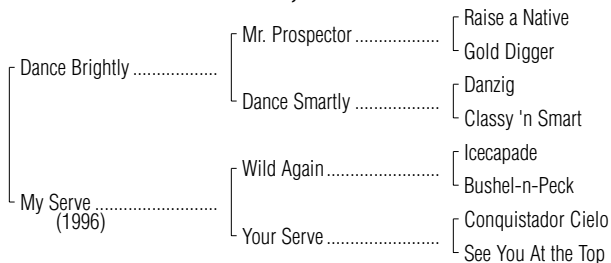 Raise a Native
Mr. Prospector ....................
Gold Digger
Dance Brightly ....................
Danzig
Dance Smartly ....................
Classy 'n Smart
Icecapade
Wild Again .........................
Bushel-n-Peck
My Serve .............................
(1996)
Conquistador Cielo
Your Serve .........................
See You At the Top